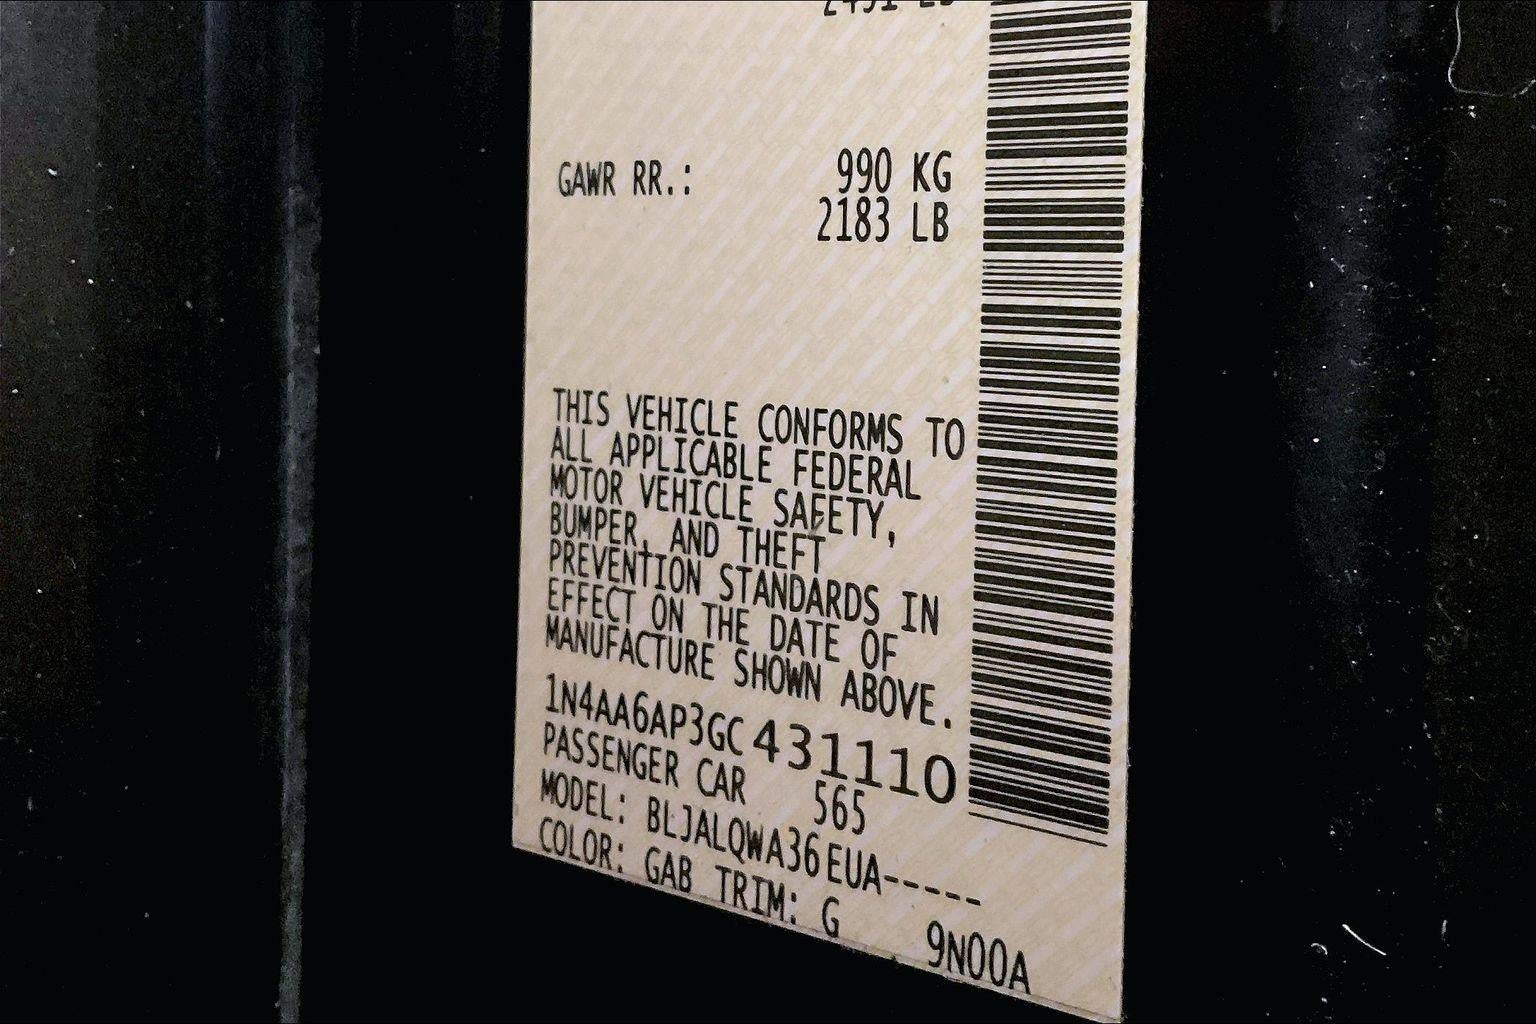 GAWR RR.: 990 KG
2183 LB
THIS VEHICLE CONFORMS TO
ALL APPLICABLE FEDERAL
MOTOR VEHICLE SAFETY,
BUMPER, AND THEFT
PREVENTION STANDARDS IN
EFFECT ON THE DATE OF
MANUFACTURE SHOWN ABOVE.
1N4AA6AP3GC431110
PASSENGER CAR 565
MODEL: BLJALQWA36EUA-----
COLOR: GAB TRIM: G 9N00A